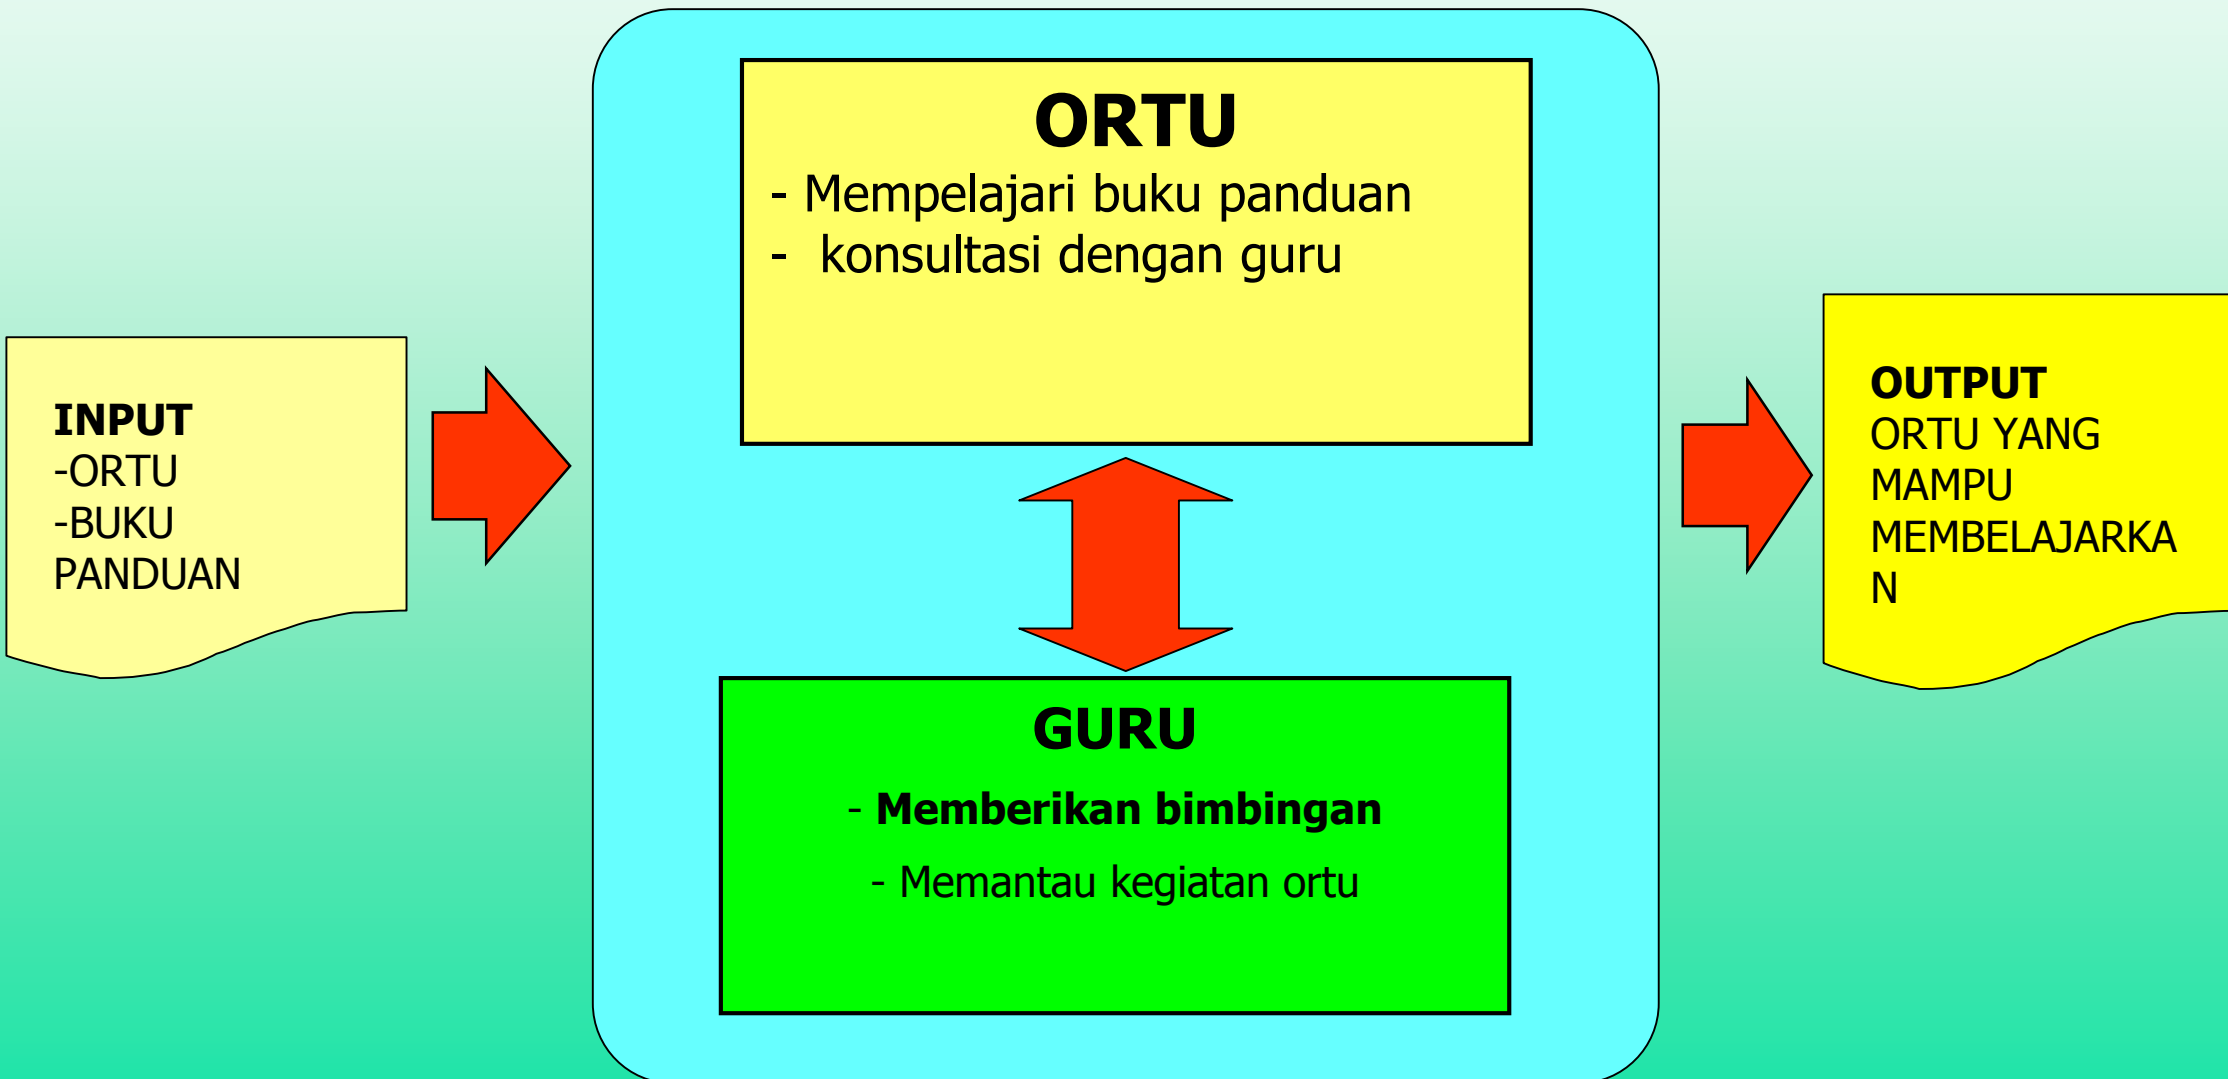 INPUT
-ORTU
-BUKU
PANDUAN
ORTU
- Mempelajari buku panduan
- konsultasi dengan guru
GURU
- Memberikan bimbingan
- Memantau kegiatan ortu
OUTPUT
ORTU YANG
MAMPU
MEMBELAJARKA
N